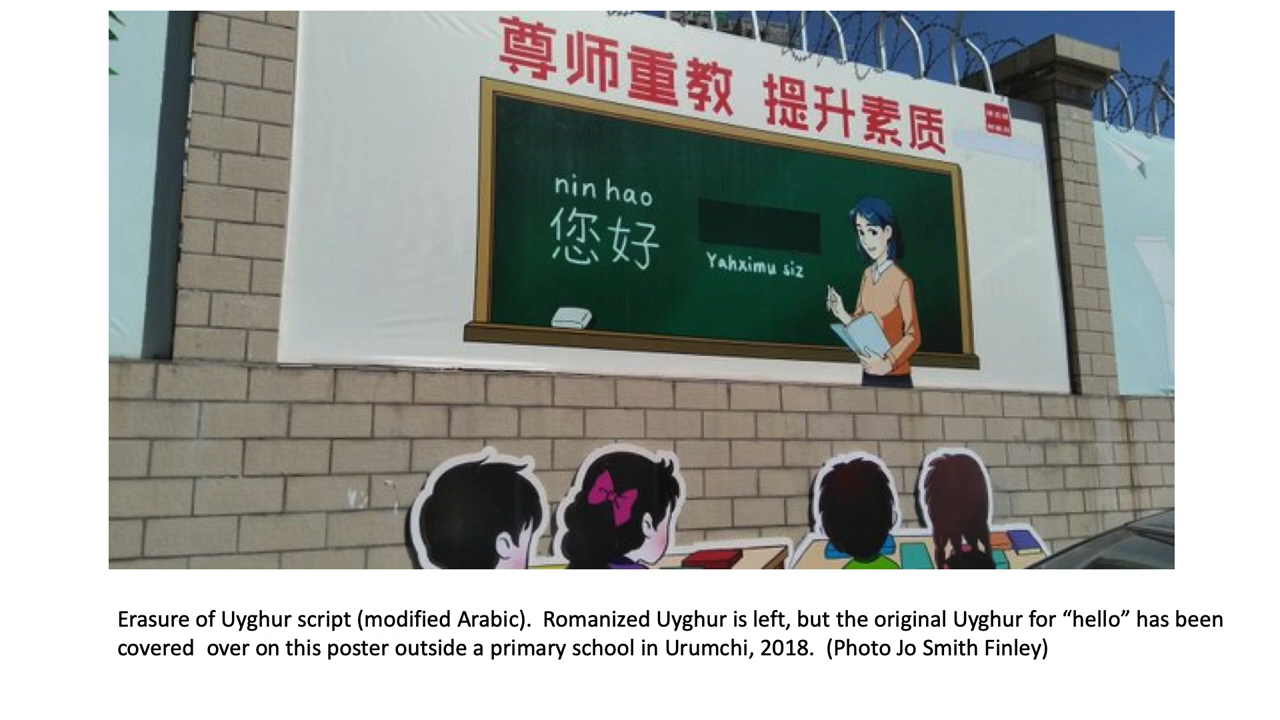 尊师重教 提升素质
nin hao
您好
Yahximu siz
Erasure of Uyghur script (modified Arabic).  Romanized Uyghur is left, but the original Uyghur for “hello” has been
covered  over on this poster outside a primary school in Urumchi, 2018.  (Photo Jo Smith Finley)